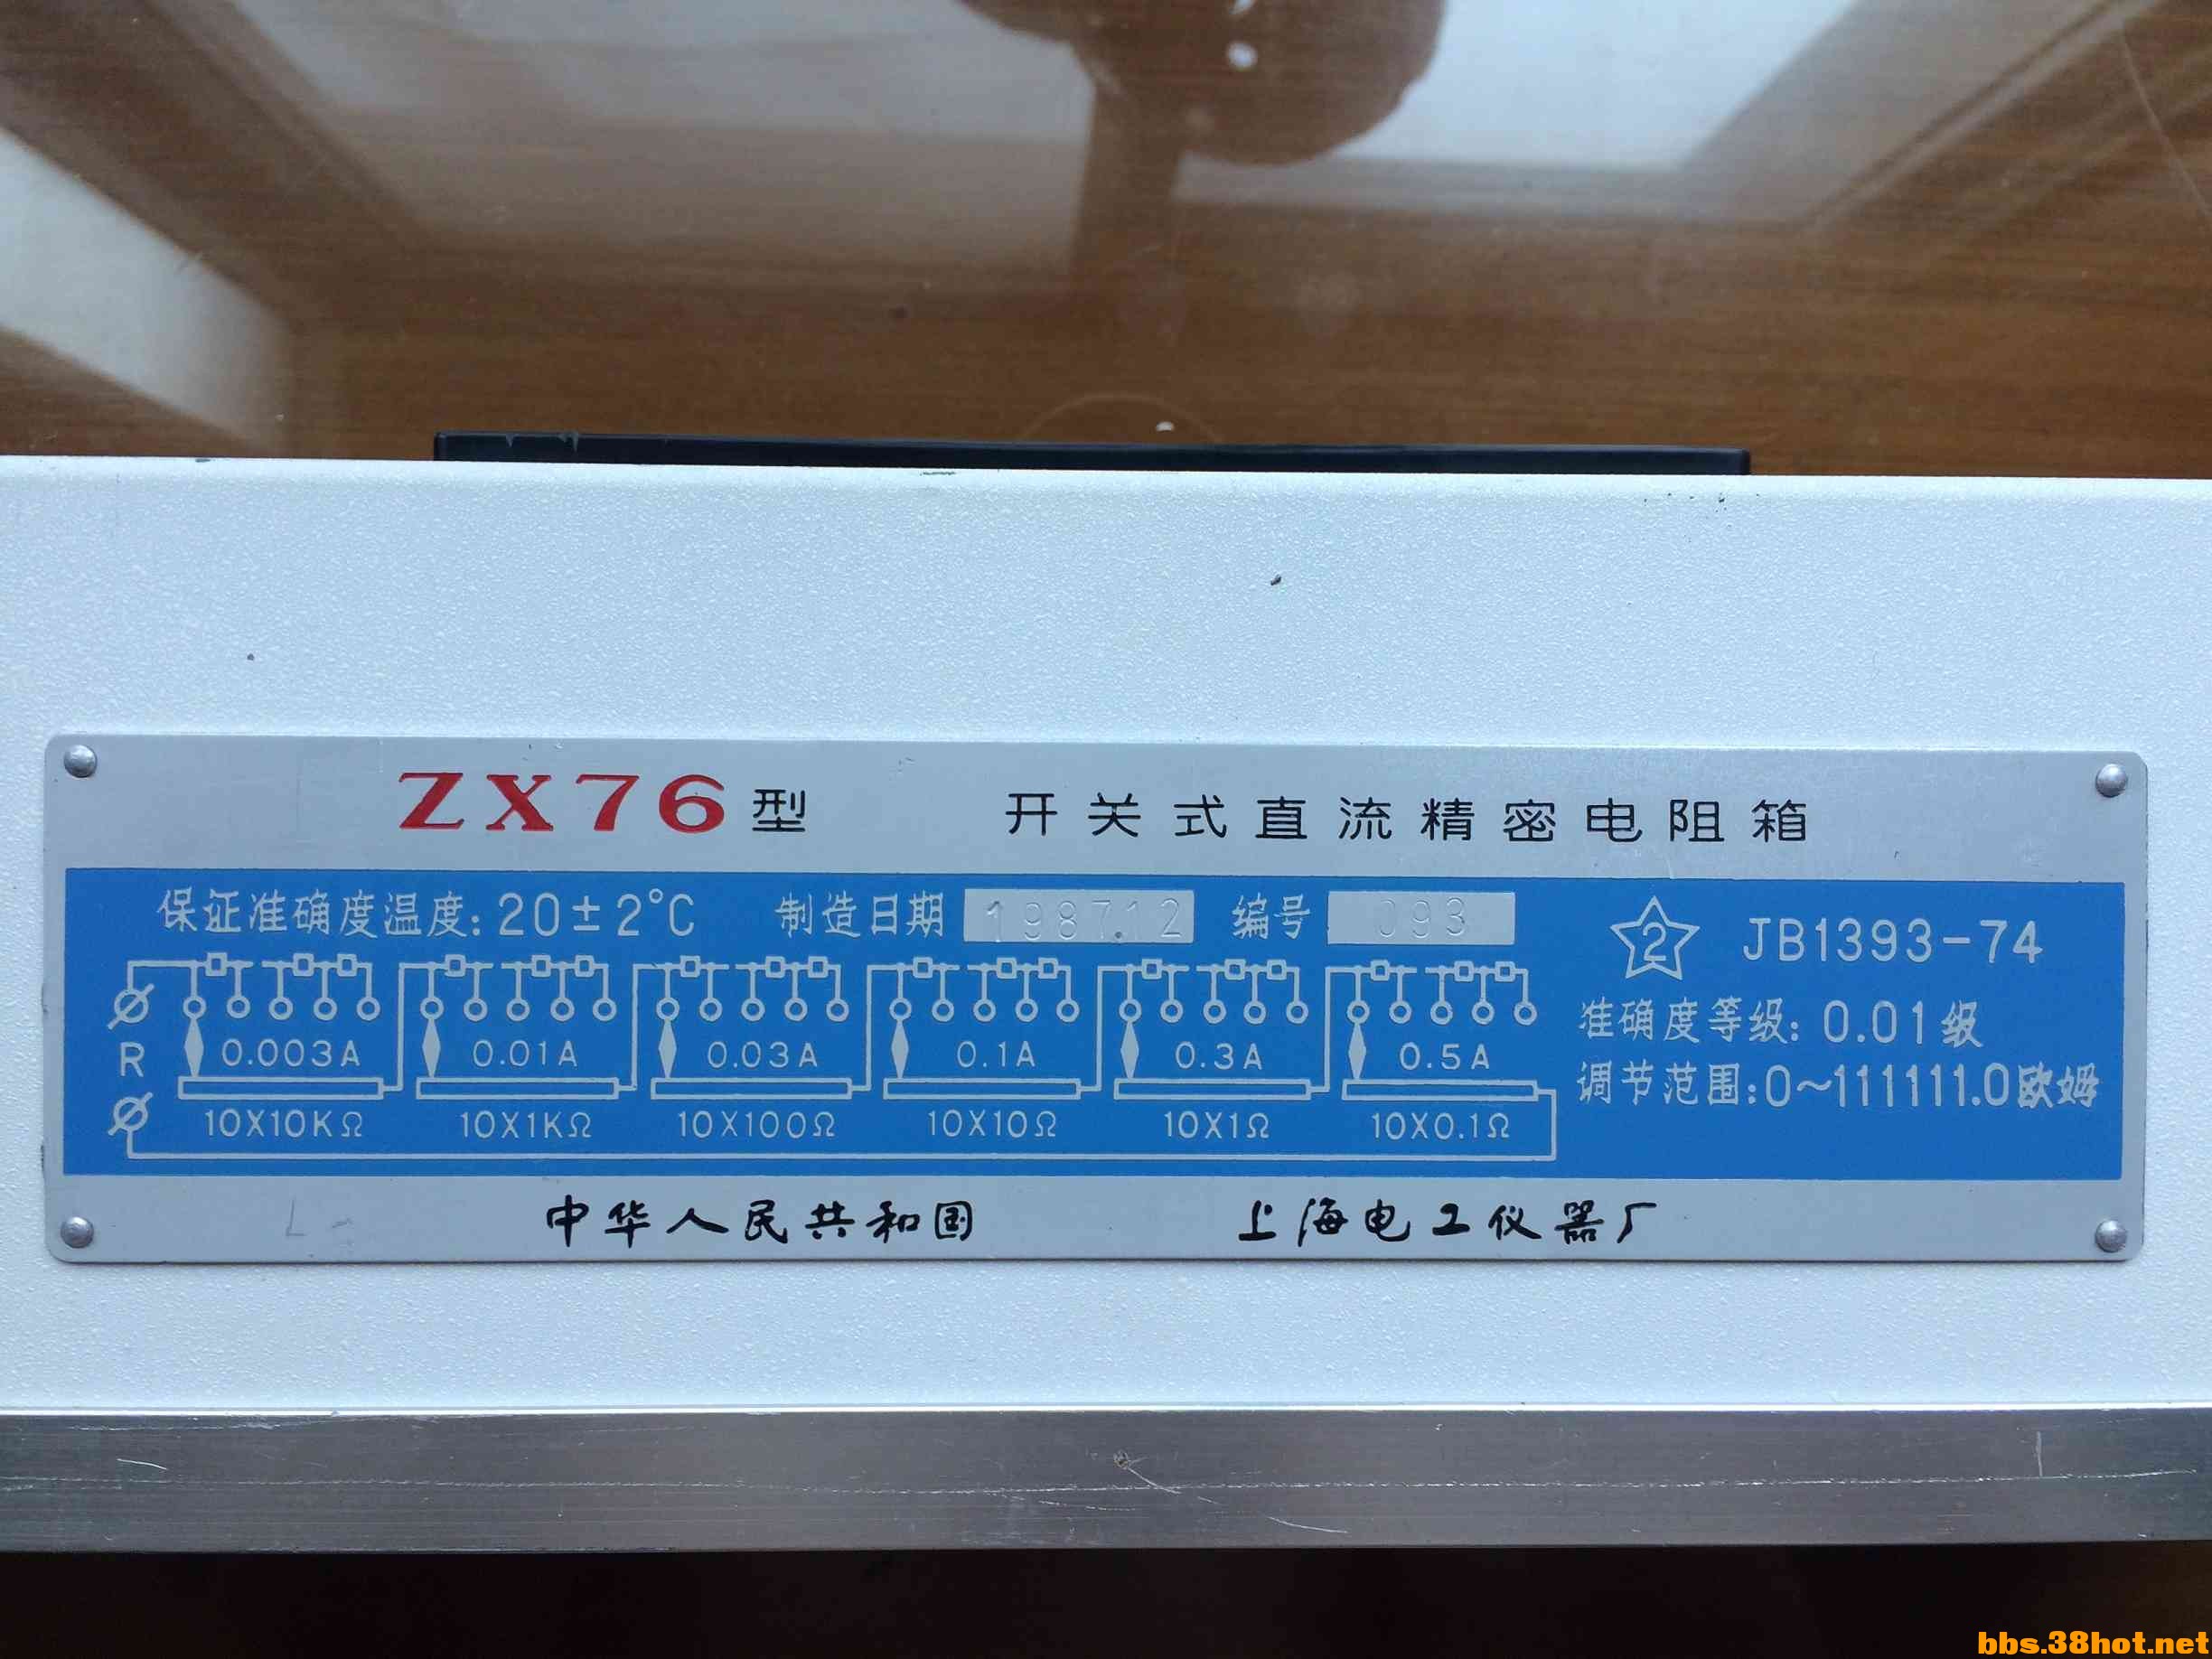 ZX76型 开关式直流精密电阻箱
保证准确度温度:20±2°C 制造日期 1987.12 编号 093
2 JB1393-74
准确度等级: 0.01级
调节范围:0~111111.0欧姆
R
0.003A 0.01A 0.03A 0.1A 0.3A 0.5A
10X10KΩ 10X1KΩ 10X100Ω 10X10Ω 10X1Ω 10X0.1Ω
中华人民共和国 上海电工仪器厂
bbs.38hot.net